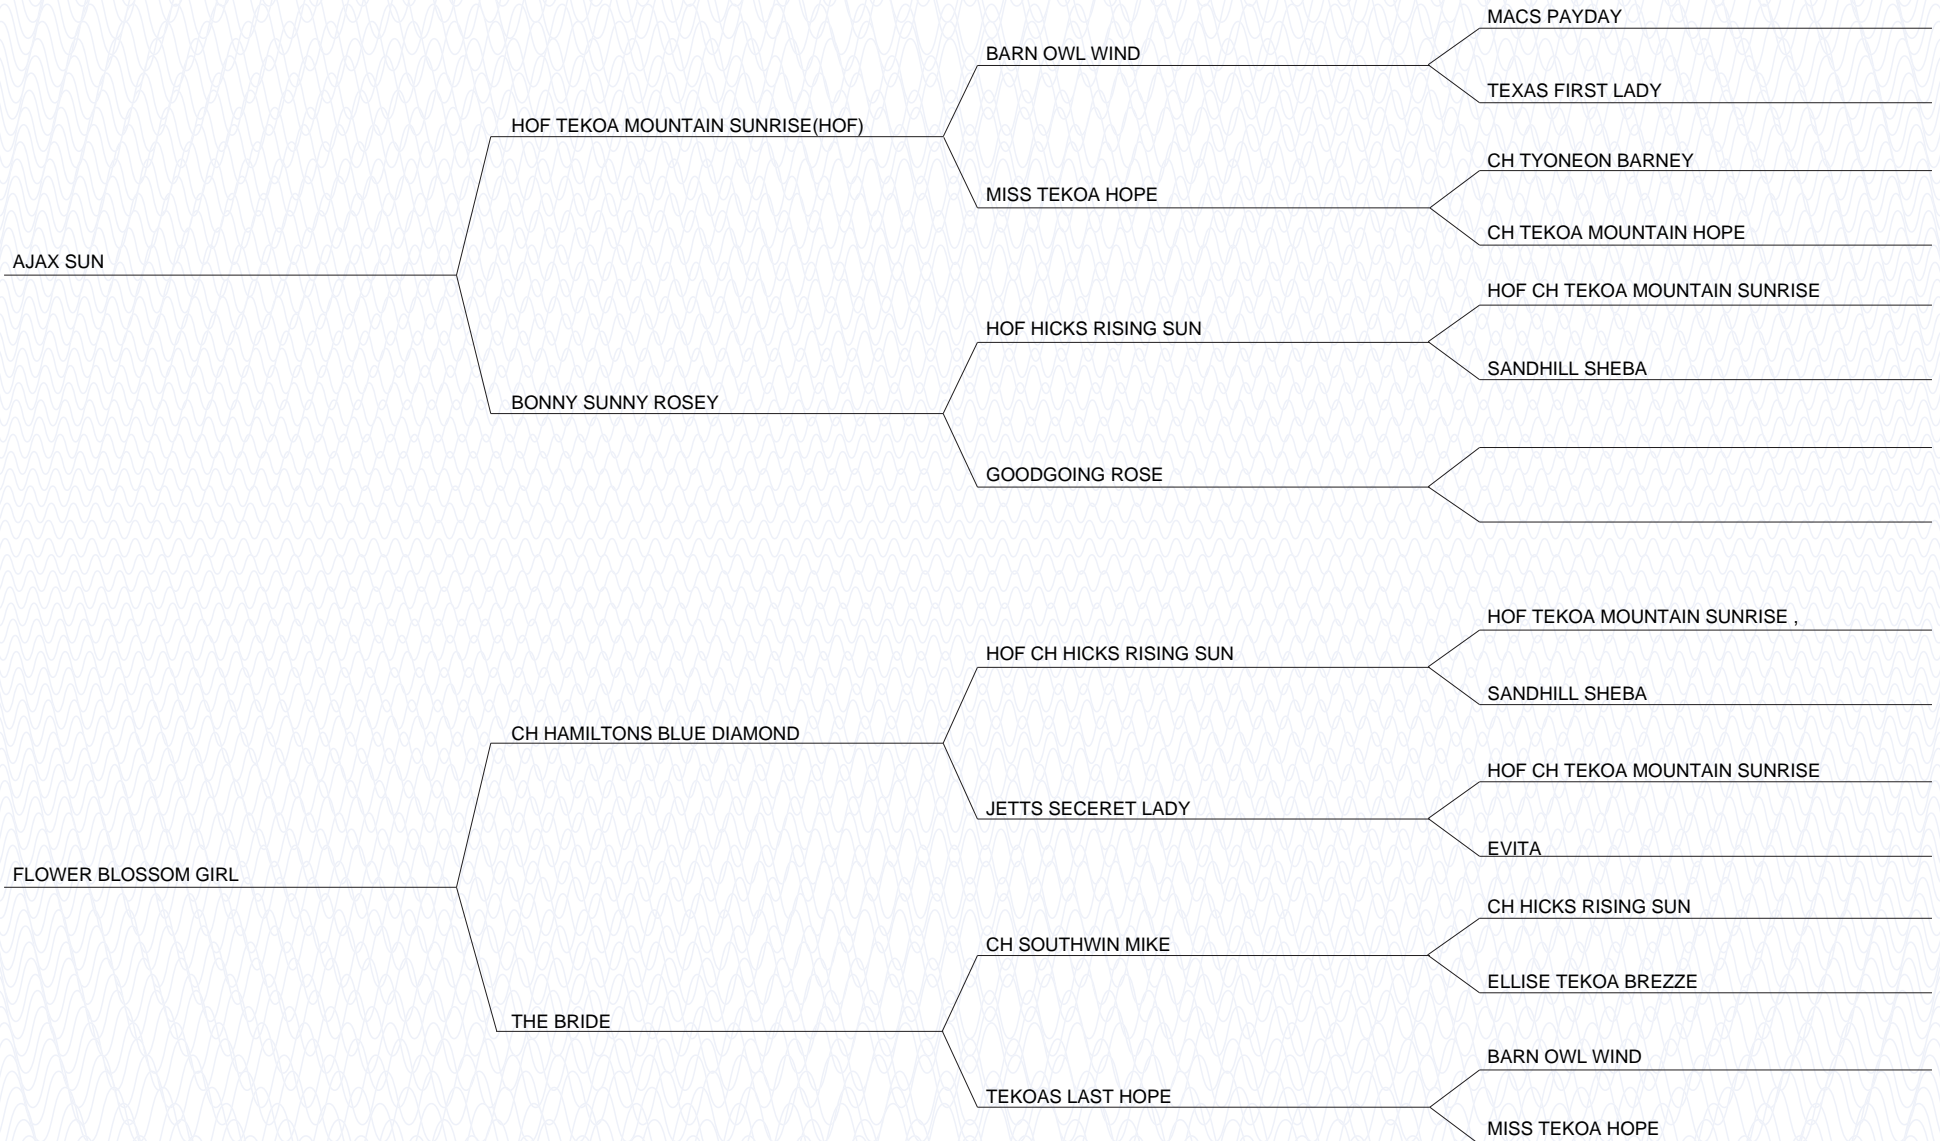 MACS PAYDAY
BARN OWL WIND
TEXAS FIRST LADY
HOF TEKOA MOUNTAIN SUNRISE(HOF)
CH TYONEON BARNEY
MISS TEKOA HOPE
CH TEKOA MOUNTAIN HOPE
AJAX SUN
HOF CH TEKOA MOUNTAIN SUNRISE
HOF HICKS RISING SUN
SANDHILL SHEBA
BONNY SUNNY ROSEY
GOODGOING ROSE
HOF TEKOA MOUNTAIN SUNRISE ,
HOF CH HICKS RISING SUN
SANDHILL SHEBA
CH HAMILTONS BLUE DIAMOND
HOF CH TEKOA MOUNTAIN SUNRISE
JETTS SECERET LADY
EVITA
FLOWER BLOSSOM GIRL
CH HICKS RISING SUN
CH SOUTHWIN MIKE
ELLISE TEKOA BREZZE
THE BRIDE
BARN OWL WIND
TEKOAS LAST HOPE
MISS TEKOA HOPE